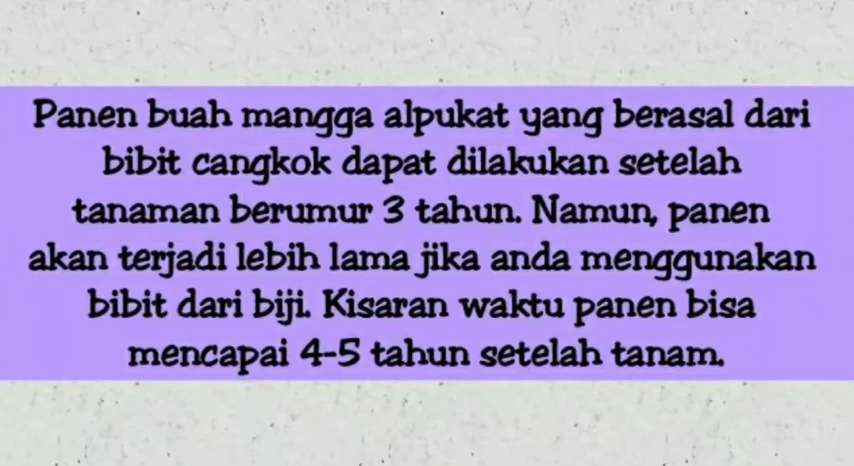 Panen buah mangga alpukat yang berasal dari
bibit cangkok dapat dilakukan setelah
tanaman berumur 3 tahun. Namun, panen
akan terjadi lebih lama jika anda menggunakan
bibit dari biji. Kisaran waktu panen bisa
mencapai 4-5 tahun setelah tanam.